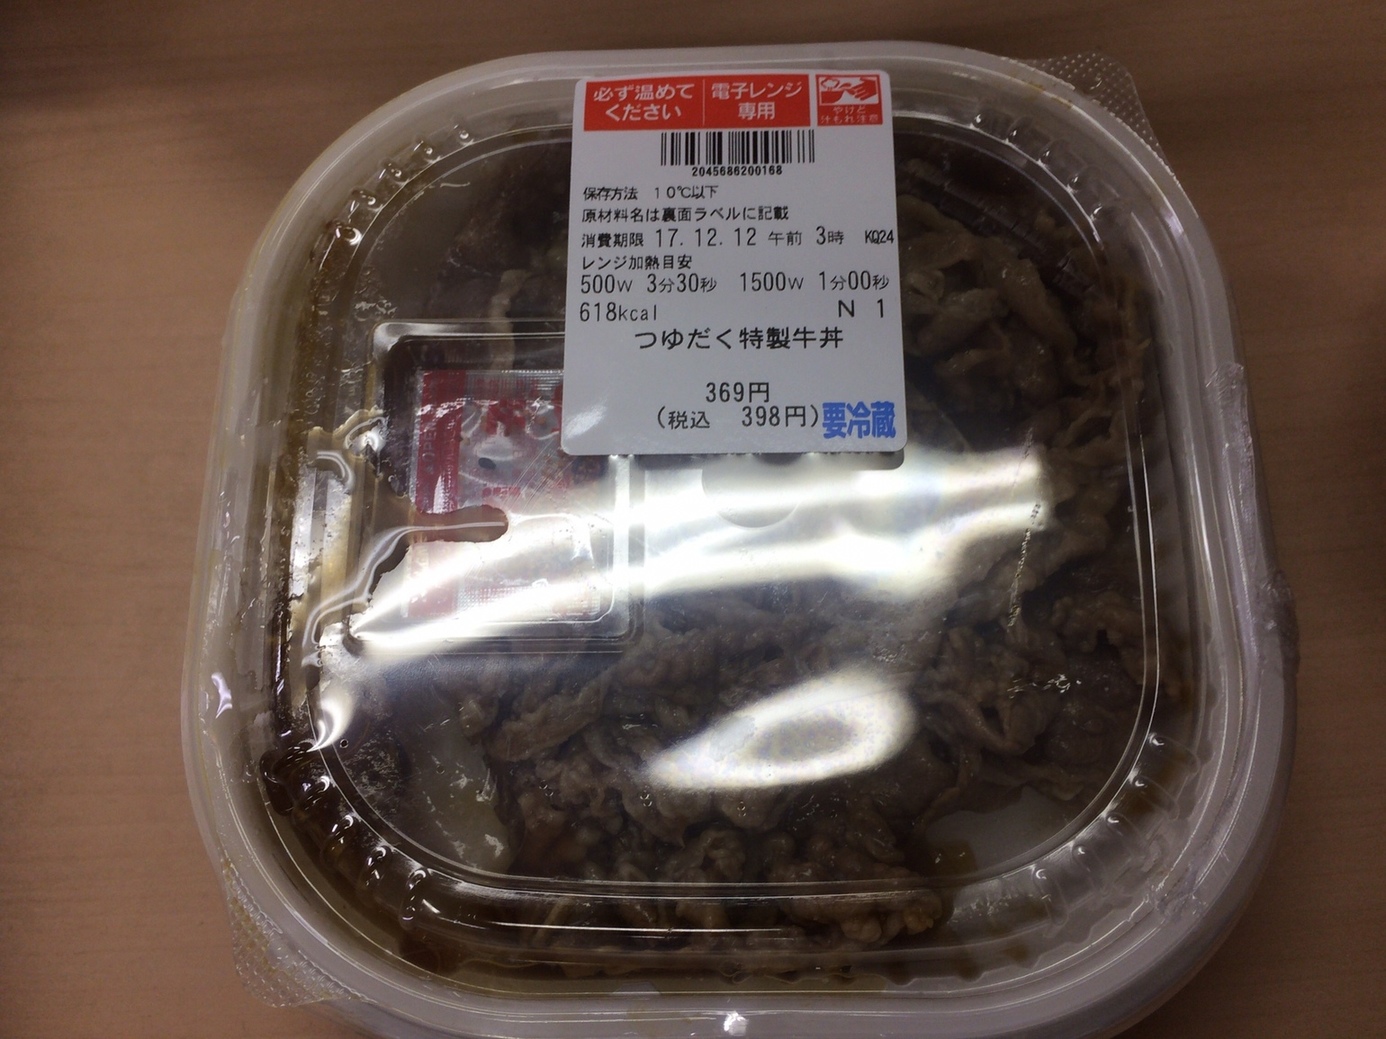 必ず温めて
ください
電子レンジ
専用
やけど
汁もれ注意
2045686200168
保存方法 10℃以下
原材料名は裏面ラベルに記載
消費期限 17.12.12 午前 3時 KQ24
レンジ加熱目安
500W 3分30秒 1500W 1分00秒
618kcal N 1
つゆだく特製牛丼
369円
(税込 398円) 要冷蔵